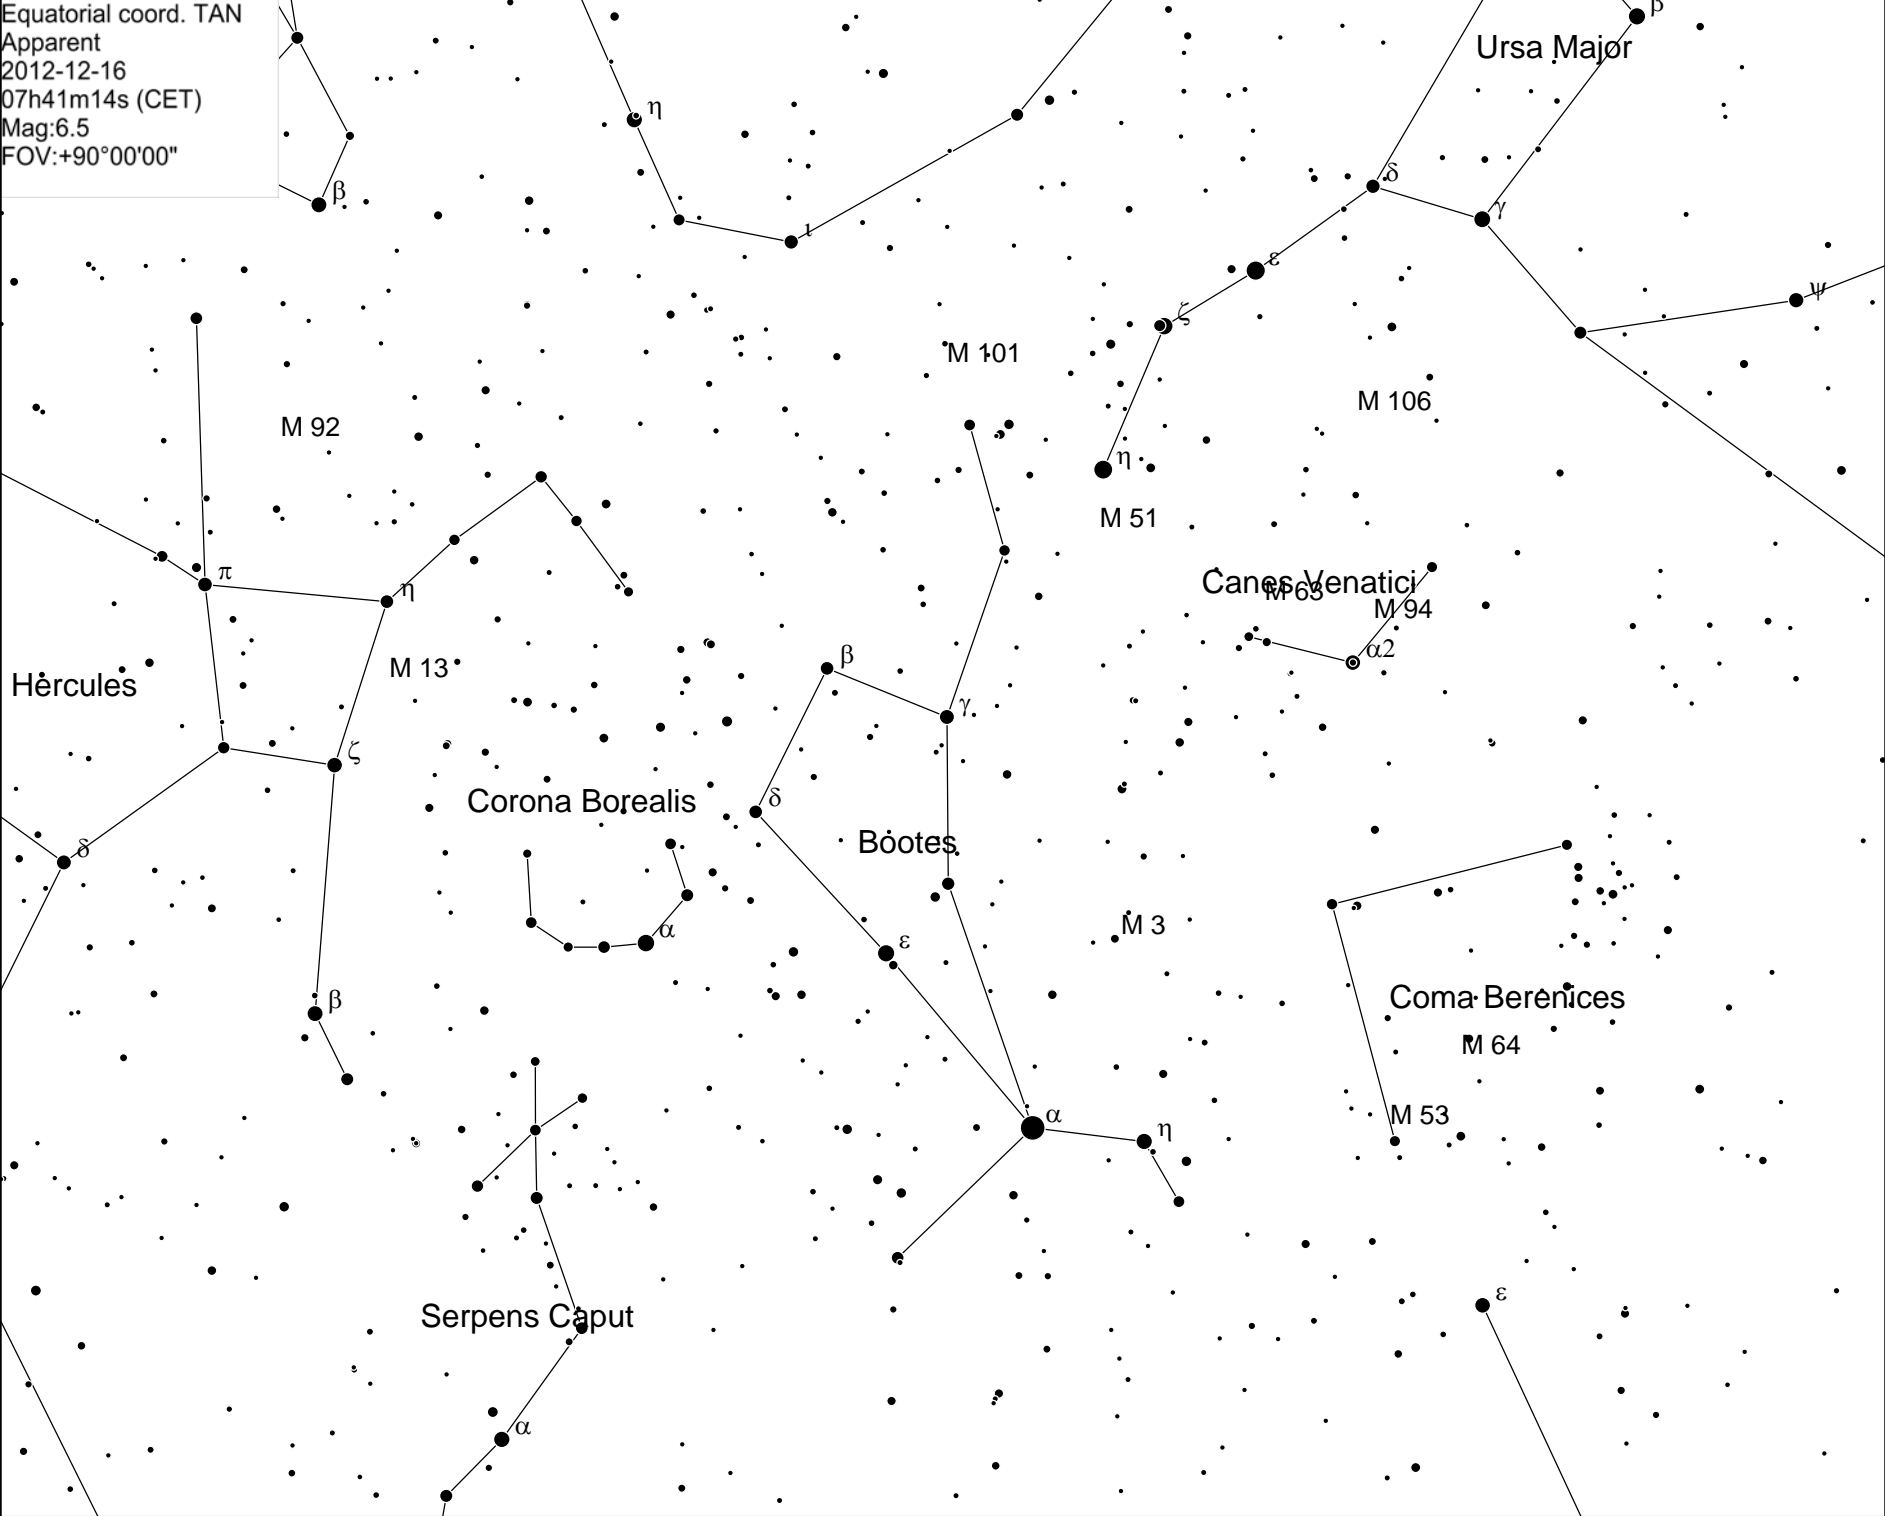 Equatorial coord. TAN
Apparent
2012-12-16
07h41m14s (CET)
Mag:6.5
FOV:+90°00'00"
β
Ursa Major
η
δ
β
γ
ι
ε
ψ
ζ
M 101
M 106
M 92
η
M 51
π
Canes Venatici
M 63
η
M 94
α2
β
M 13
Hercules
γ
ζ
δ
Corona Borealis
Bootes
δ
α
M 3
ε
β
Coma Berenices
M 64
α
M 53
η
ε
Serpens Caput
α